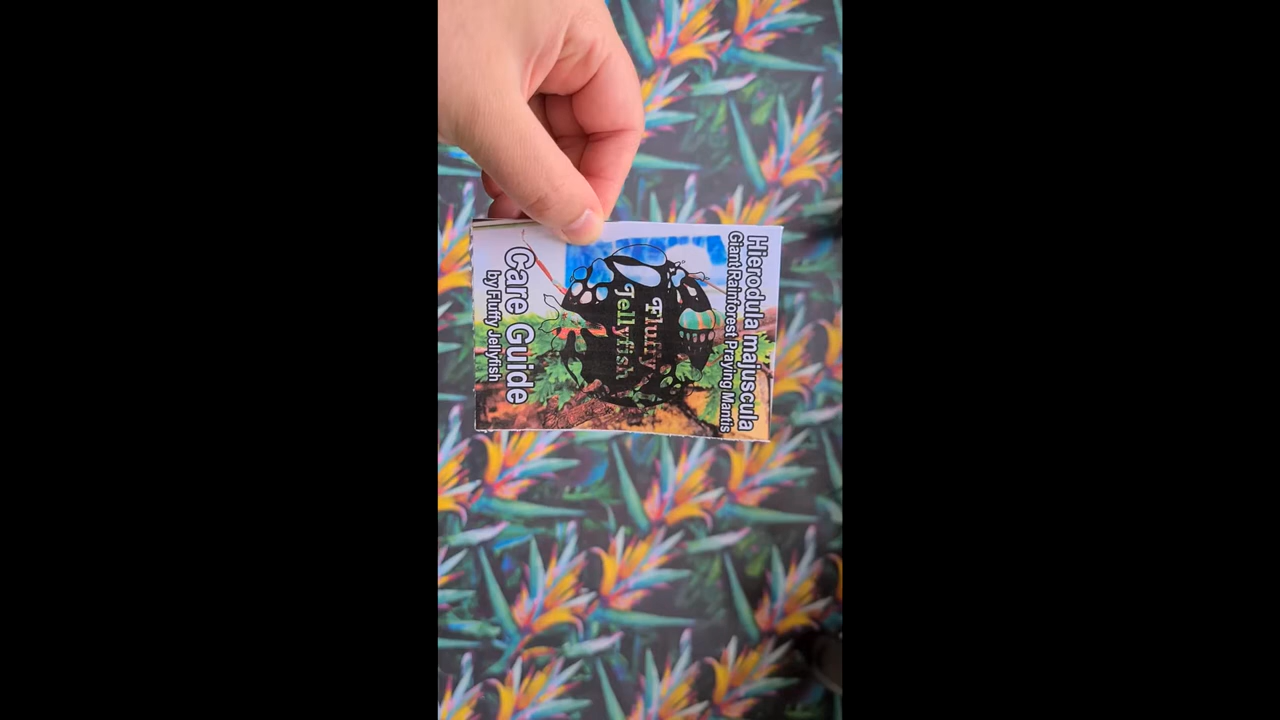 Hierodula majuscula
Giant Rainforest Praying Mantis
Fluffy
Jellyfish
Care Guide
by Fluffy Jellyfish